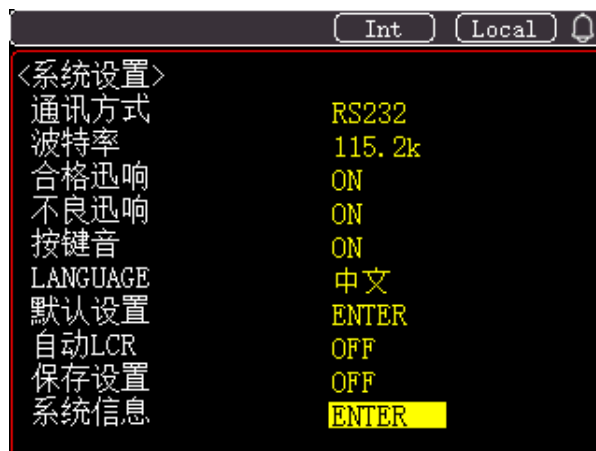 Int Local
<系统设置>
通讯方式 RS232
波特率 115.2k
合格迅响 ON
不良迅响 ON
按键音 ON
LANGUAGE 中文
默认设置 ENTER
自动LCR OFF
保存设置 OFF
系统信息 ENTER